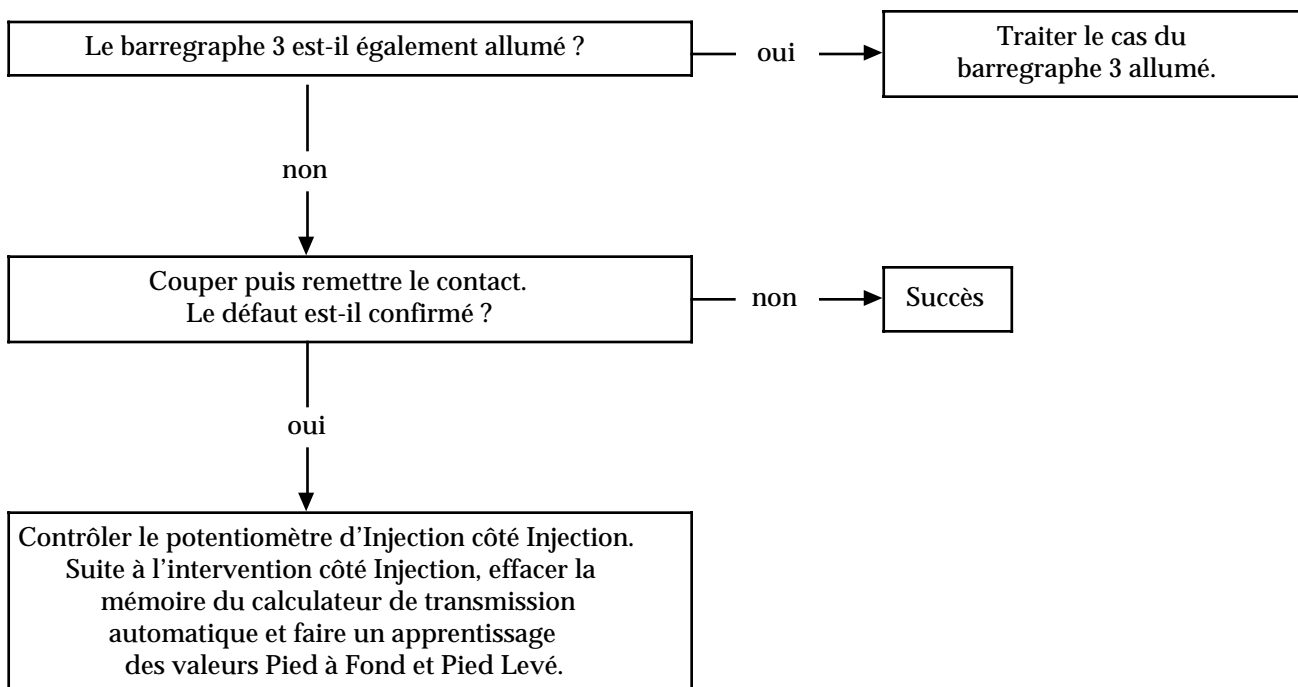 Le barregraphe 3 est-il également allumé ?
oui
Traiter le cas du
barregraphe 3 allumé.
non
Couper puis remettre le contact.
Le défaut est-il confirmé ?
non
Succès
oui
Contrôler le potentiomètre d'Injection côté Injection.
Suite à l'intervention côté Injection, effacer la
mémoire du calculateur de transmission
automatique et faire un apprentissage
des valeurs Pied à Fond et Pied Levé.